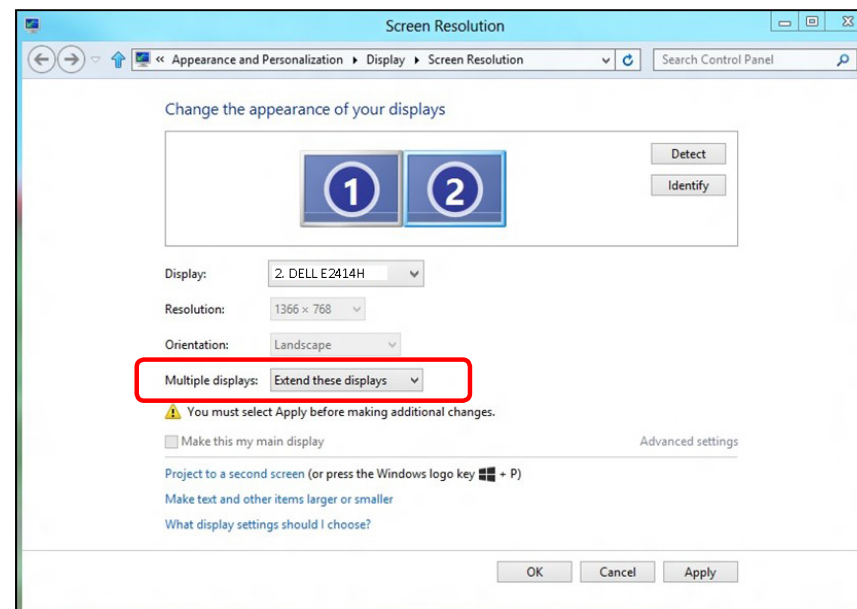 Screen Resolution
« Appearance and Personalization ▸ Display ▸ Screen Resolution
Search Control Panel
Change the appearance of your displays
1 2
Detect
Identify
Display: 2. DELL E2414H
Resolution: 1366 × 768
Orientation: Landscape
Multiple displays: Extend these displays
You must select Apply before making additional changes.
Make this my main display Advanced settings
Project to a second screen (or press the Windows logo key + P)
Make text and other items larger or smaller
What display settings should I choose?
OK Cancel Apply